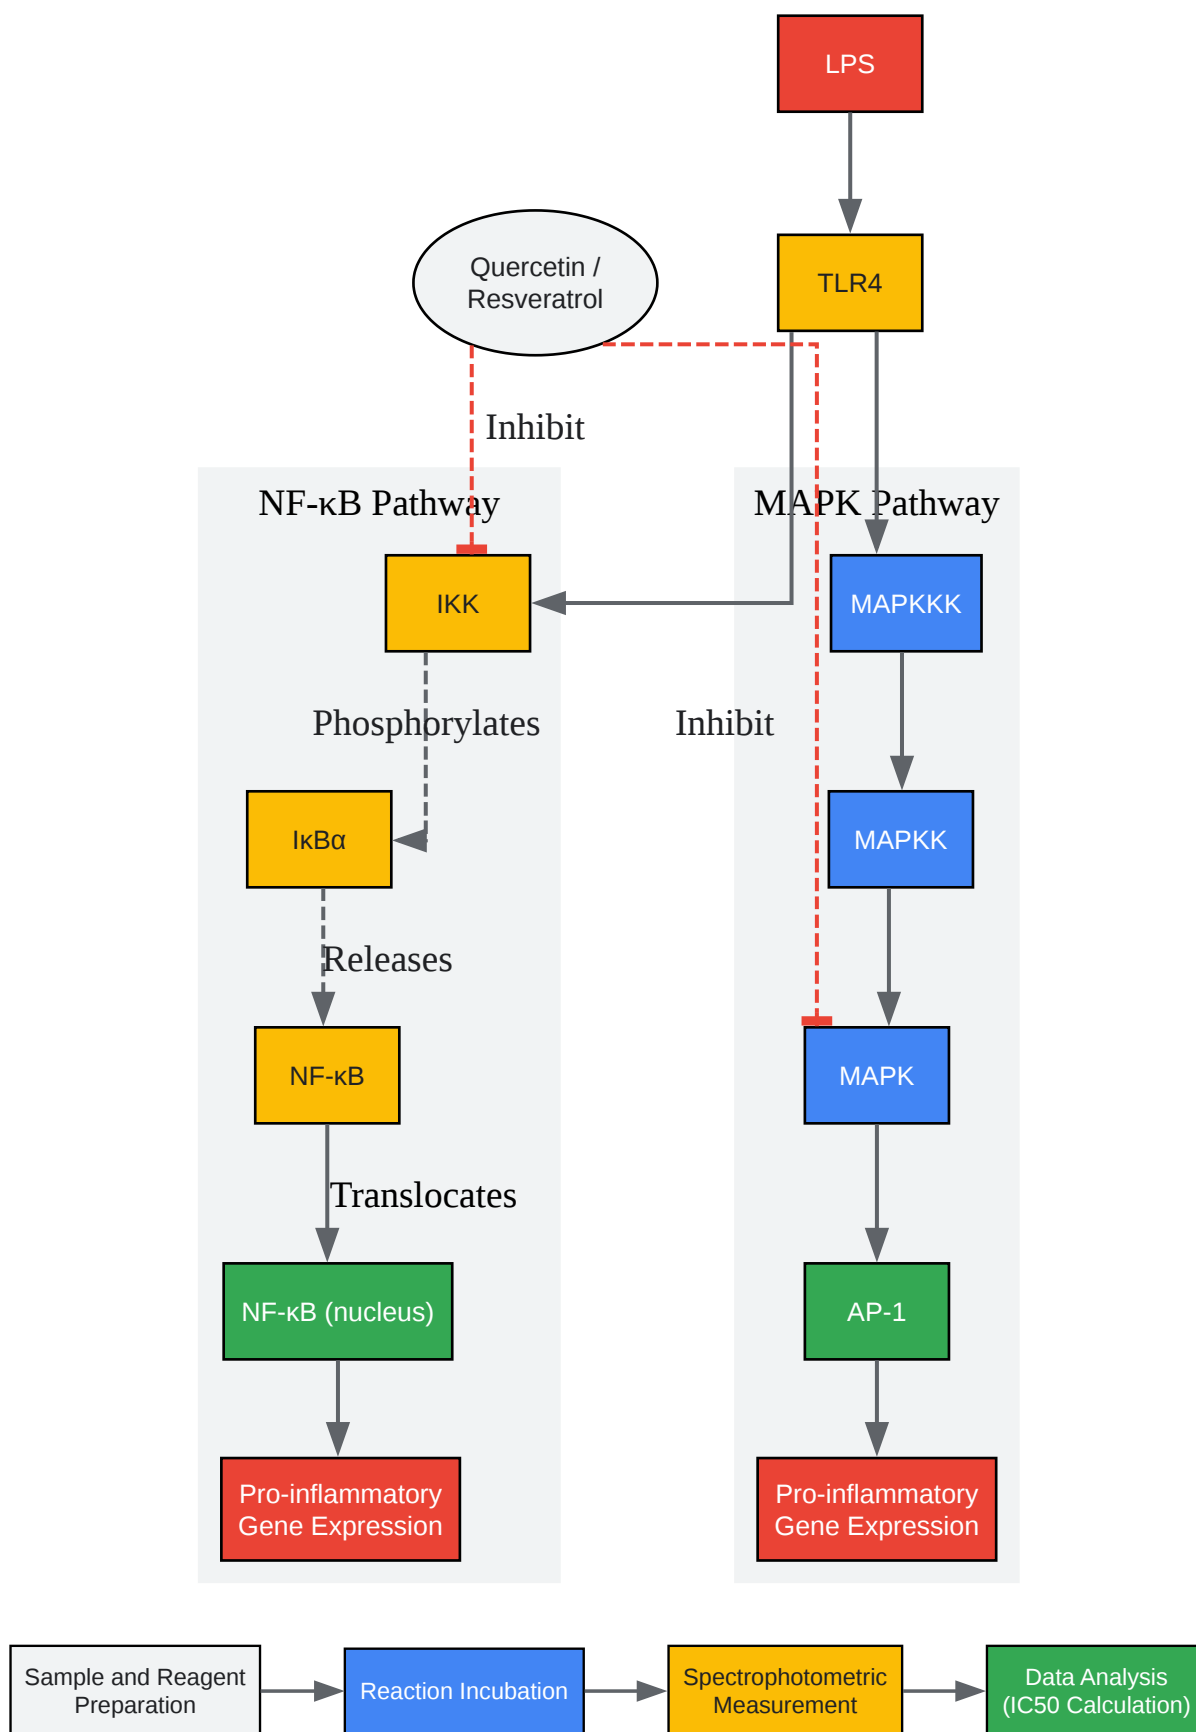 LPS
Quercetin /
Resveratrol
TLR4
Inhibit
NF-κB Pathway
MAPK Pathway
IKK
MAPKKK
Phosphorylates
Inhibit
IκBα
MAPKK
Releases
NF-κB
MAPK
Translocates
NF-κB (nucleus)
AP-1
Pro-inflammatory
Gene Expression
Pro-inflammatory
Gene Expression
Sample and Reagent
Preparation
Reaction Incubation
Spectrophotometric
Measurement
Data Analysis
(IC50 Calculation)